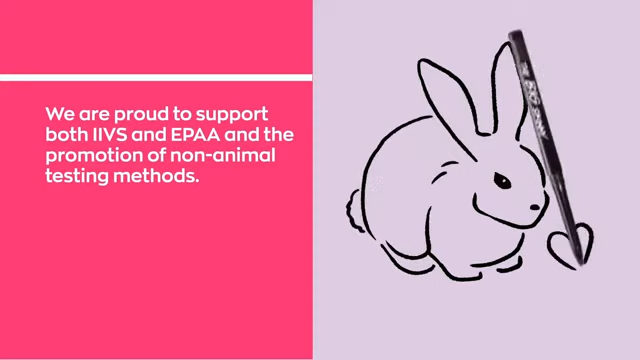 We are proud to support
both IIVS and EPAA and the
promotion of non-animal
testing methods.